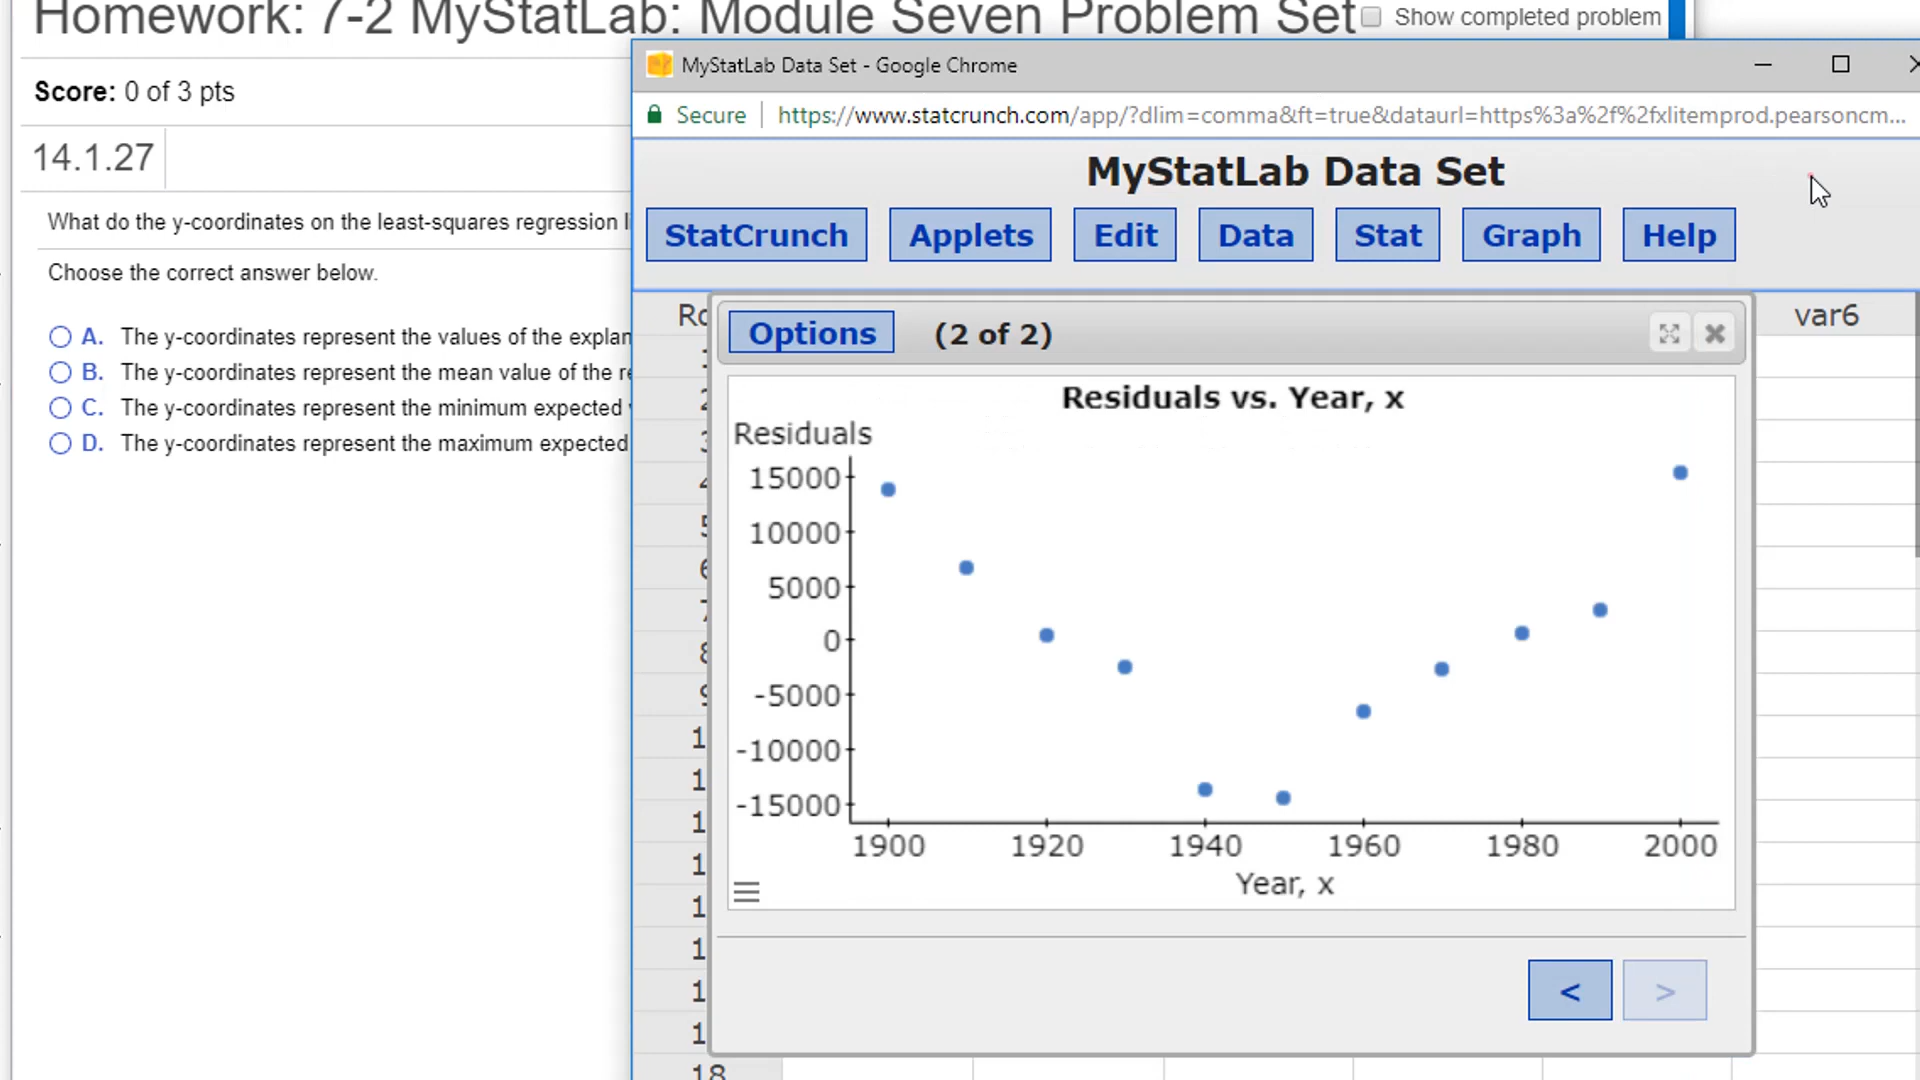 Homework: 7-2 MyStatLab: Module Seven Problem Set
Show completed problem
Score: 0 of 3 pts
14.1.27
What do the y-coordinates on the least-squares regression
Choose the correct answer below.
A. The y-coordinates represent the values of the
B. The y-coordinates represent the mean value of the
C. The y-coordinates represent the minimum expected
D. The y-coordinates represent the maximum expected
MyStatLab Data Set - Google Chrome
Secure https://www.statcrunch.com/app/?dlim=comma&ft=true&dataurl=https%3a%2f%2fxlitemprod.pearsoncm...
MyStatLab Data Set
StatCrunch Applets Edit Data Stat Graph Help
var6
Options (2 of 2)
Residuals vs. Year, x
Residuals
15000
10000
5000
0
-5000
-10000
-15000
1900 1920 1940 1960 1980 2000
Year, x
< >
18